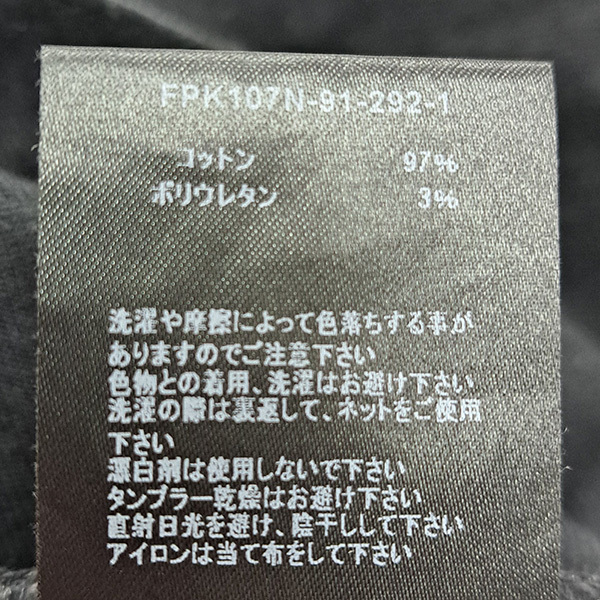 FPK107N-91-292-1
コットン 97%
ポリウレタン 3%
洗濯や摩擦によって色落ちする事が
ありますのでご注意下さい
色物との着用、洗濯はお避け下さい
洗濯の際は裏返して、ネットをご使用
下さい
漂白剤は使用しないで下さい
タンブラー乾燥はお避け下さい
直射日光を避け、陰干しして下さい
アイロンは当て布をして下さい